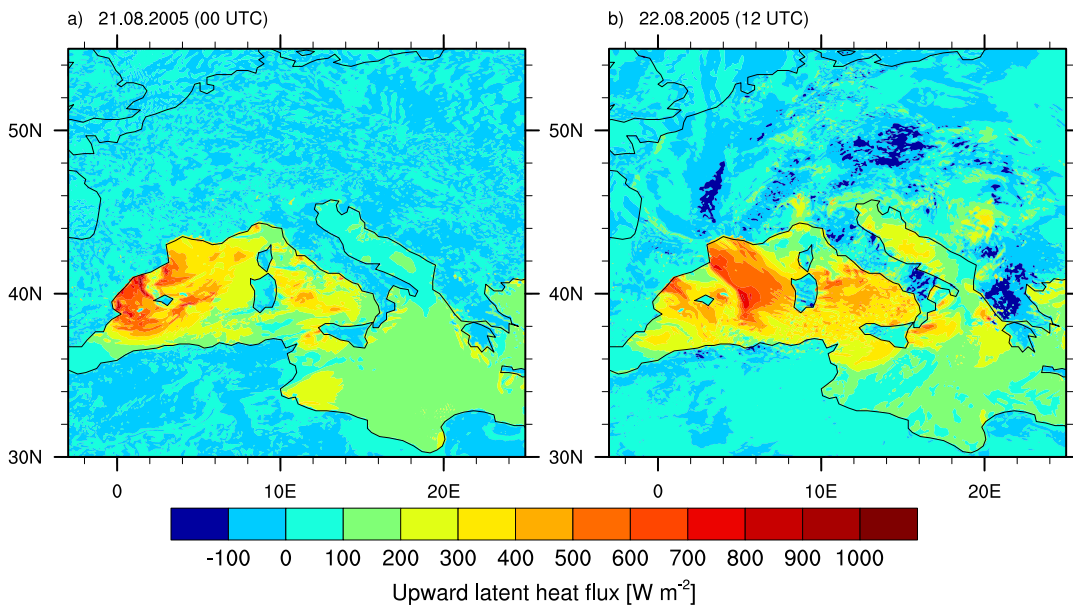 a) 21.08.2005 (00 UTC)
b) 22.08.2005 (12 UTC)
50N
50N
40N
40N
30N
30N
0 10E 20E
0 10E 20E
-100 0 100 200 300 400 500 600 700 800 900 1000
Upward latent heat flux [W m⁻²]